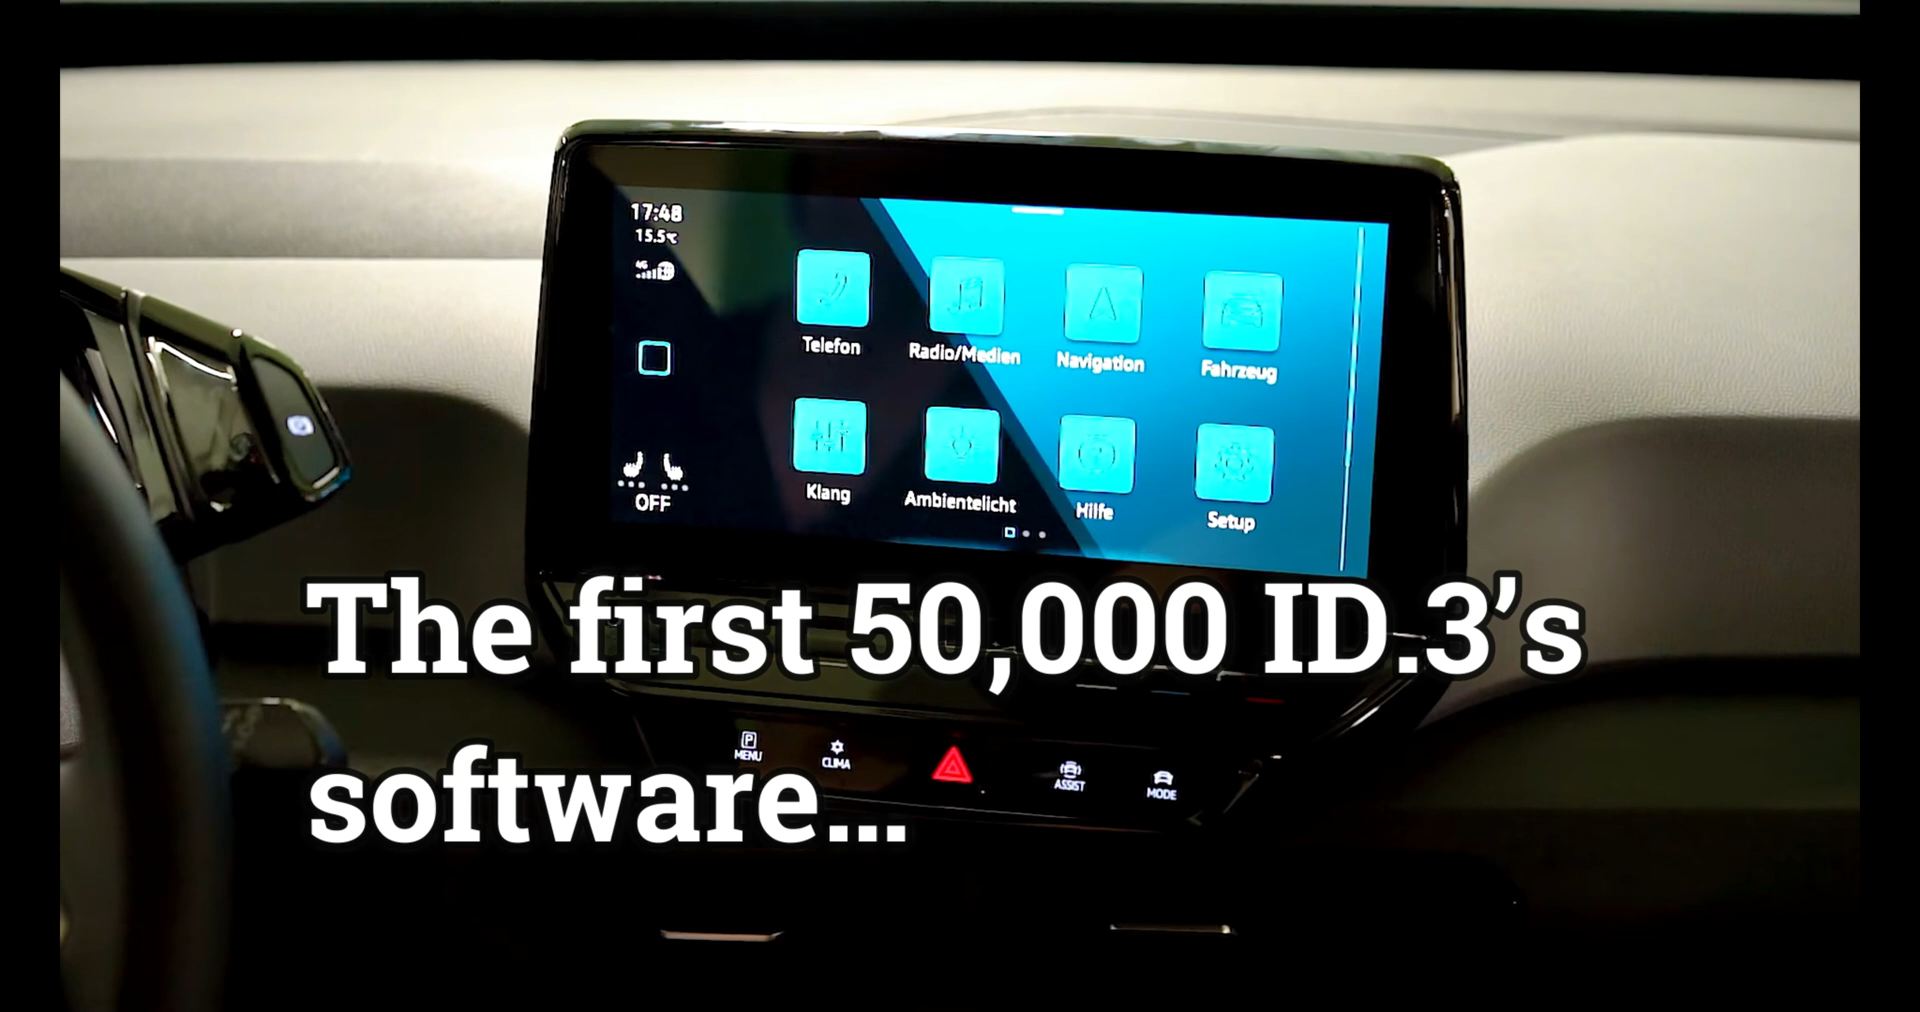 17:48
15.5°C
4G
Telefon
Radio/Medien
Navigation
Fahrzeug
Klang
Ambientelicht
Hilfe
Setup
OFF
The first 50,000 ID.3’s
software...
P
MENU
CLIMA
ASSIST
MODE